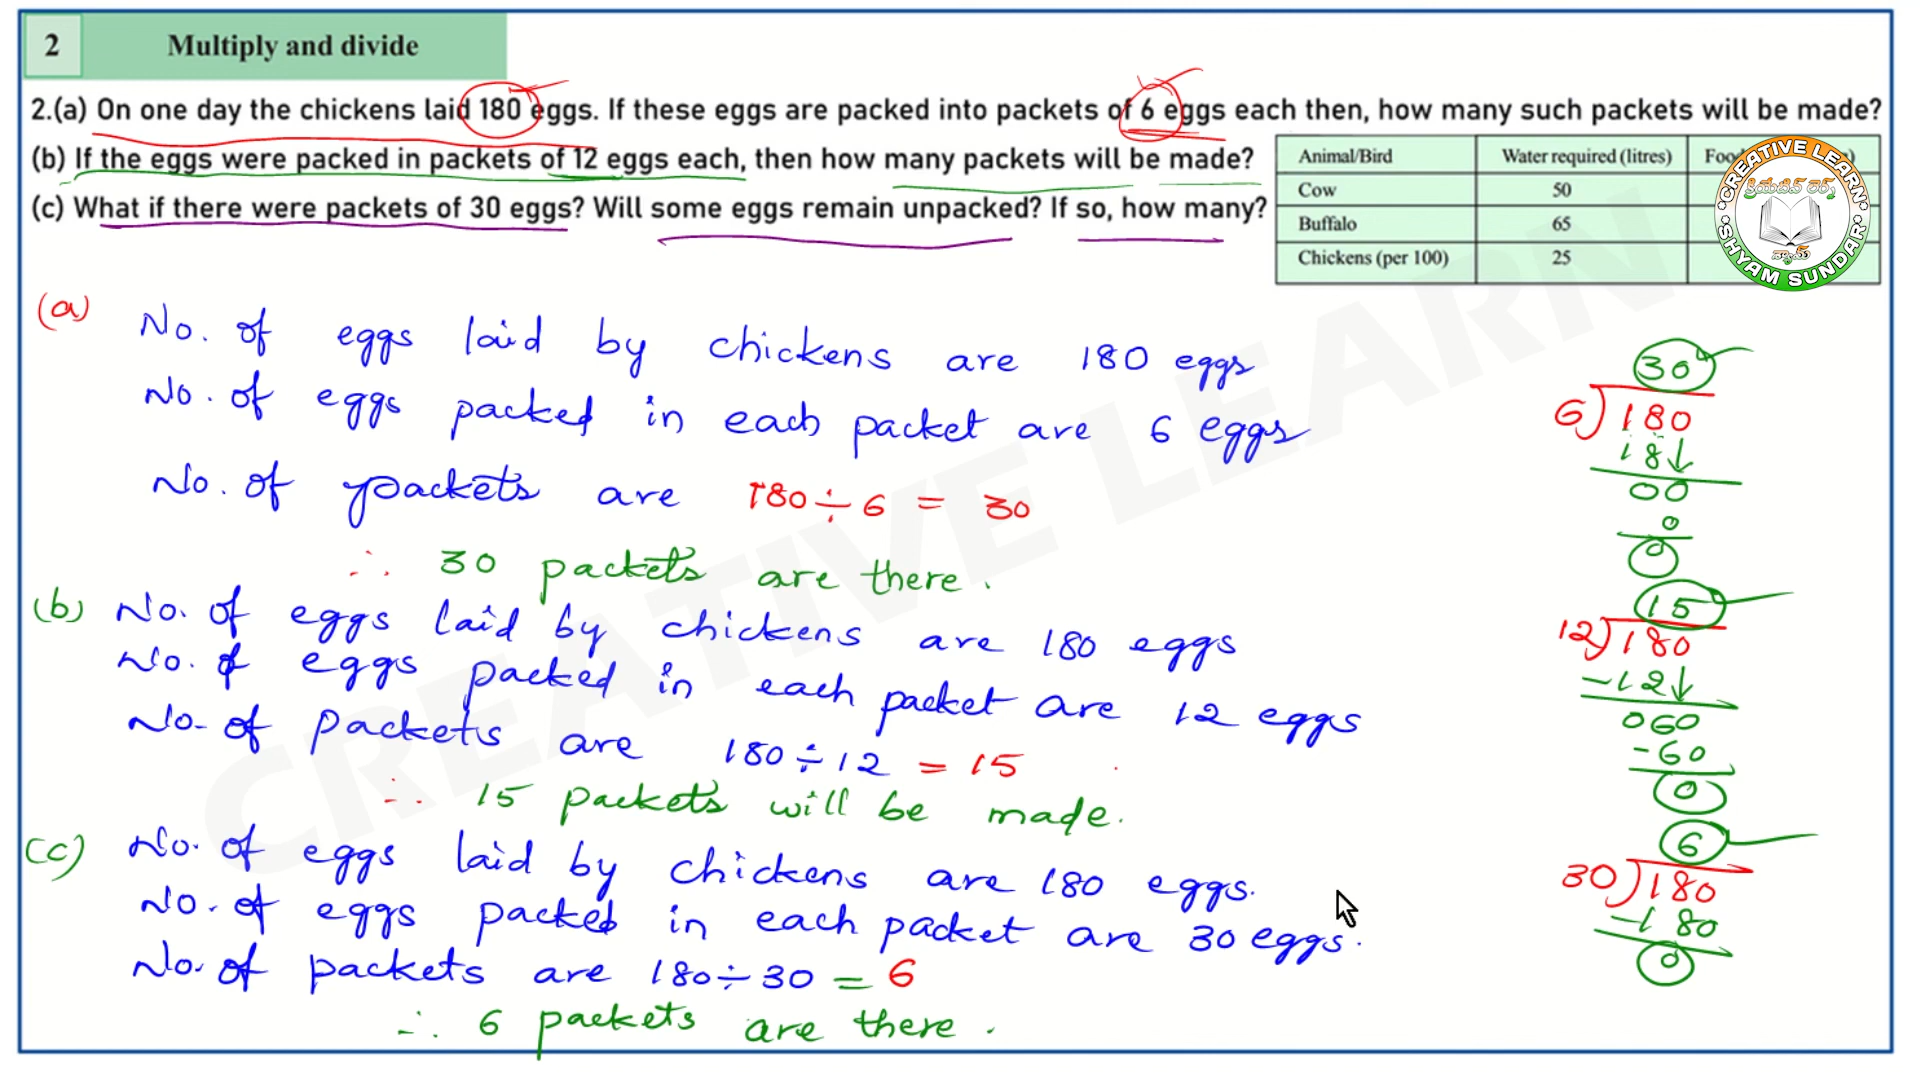 2 Multiply and divide
2.(a) On one day the chickens laid 180 eggs. If these eggs are packed into packets of 6 eggs each then, how many such packets will be made?
(b) If the eggs were packed in packets of 12 eggs each, then how many packets will be made?
(c) What if there were packets of 30 eggs? Will some eggs remain unpacked? If so, how many?
Animal/Bird Water required (litres)
Cow 50
Buffalo 65
Chickens (per 100) 25
CREATIVE LEARN
SHYAM SUNDAR
(a) No. of eggs laid by chickens are 180 eggs
No. of eggs packed in each packet are 6 eggs
No. of packets are 180 ÷ 6 = 30
∴ 30 packets are there.
(b) No. of eggs laid by chickens are 180 eggs
No. of eggs packed in each packet are 12 eggs
No. of packets are 180 ÷ 12 = 15
∴ 15 packets will be made.
(c) No. of eggs laid by chickens are 180 eggs.
No. of eggs packed in each packet are 30 eggs.
No. of packets are 180 ÷ 30 = 6
∴ 6 packets are there.
30
6)180
18↓
00
0
0
15
12)180
-12↓
060
-60
0
6
30)180
-180
0
CREATIVE LEARN